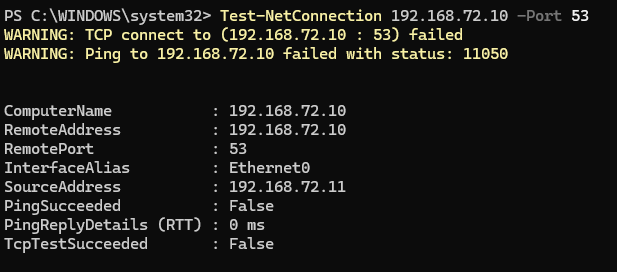 PS C:\WINDOWS\system32> Test-NetConnection 192.168.72.10 -Port 53
WARNING: TCP connect to (192.168.72.10 : 53) failed
WARNING: Ping to 192.168.72.10 failed with status: 11050
ComputerName           : 192.168.72.10
RemoteAddress          : 192.168.72.10
RemotePort             : 53
InterfaceAlias         : Ethernet0
SourceAddress          : 192.168.72.11
PingSucceeded          : False
PingReplyDetails (RTT) : 0 ms
TcpTestSucceeded       : False